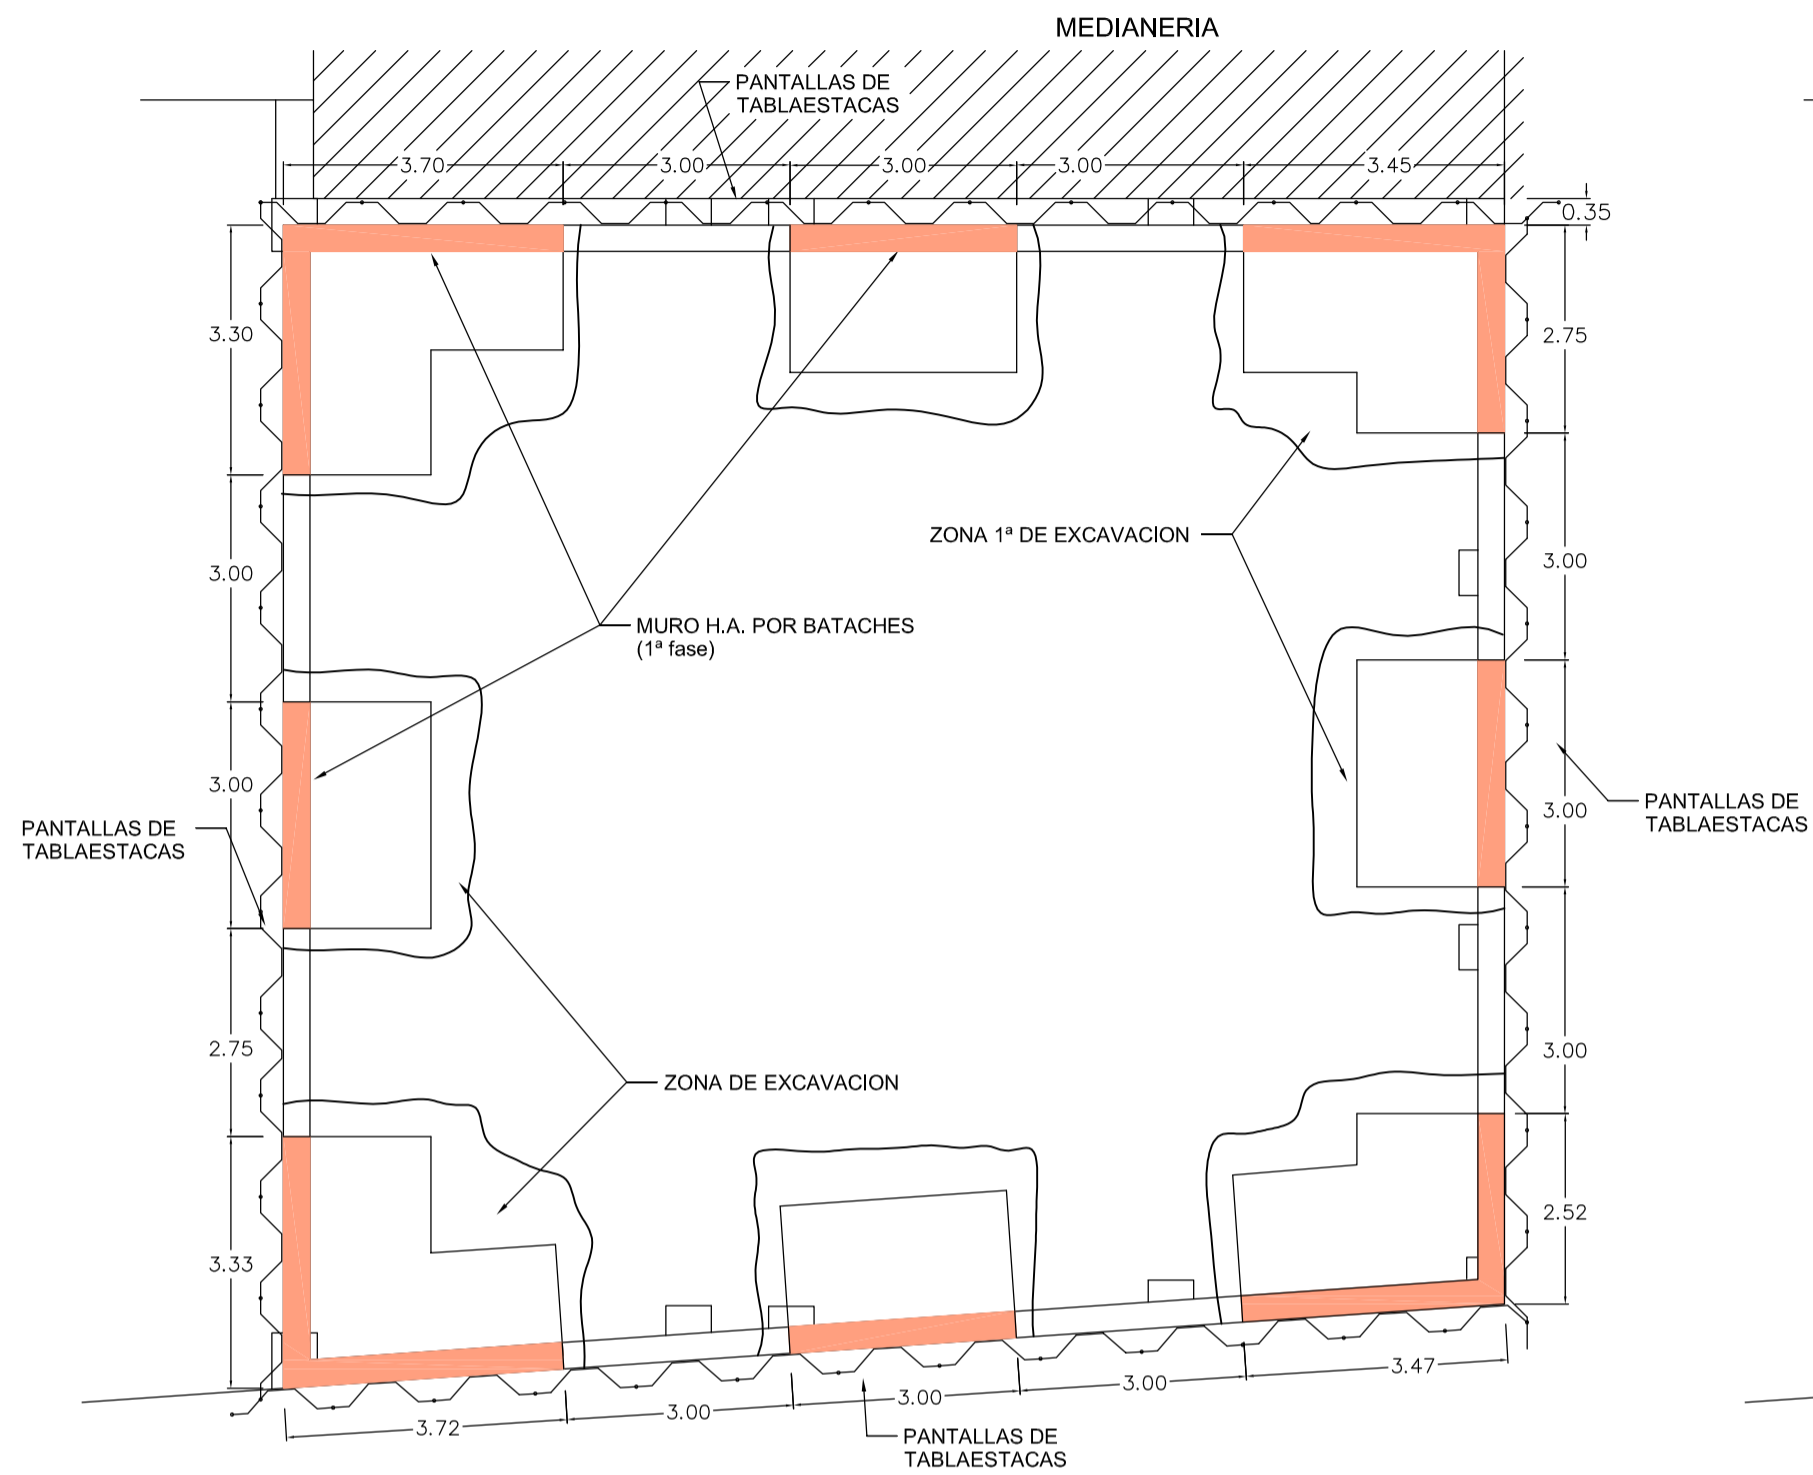 MEDIANERIA
PANTALLAS DE
TABLAESTACAS
3.70
3.00
3.00
3.00
3.45
0.35
3.30
2.75
3.00
ZONA 1ª DE EXCAVACION
3.00
MURO H.A. POR BATACHES
(1ª fase)
3.00
3.00
PANTALLAS DE
TABLAESTACAS
PANTALLAS DE
TABLAESTACAS
2.75
3.00
ZONA DE EXCAVACION
2.52
3.33
3.72
3.00
3.00
3.00
3.47
PANTALLAS DE
TABLAESTACAS